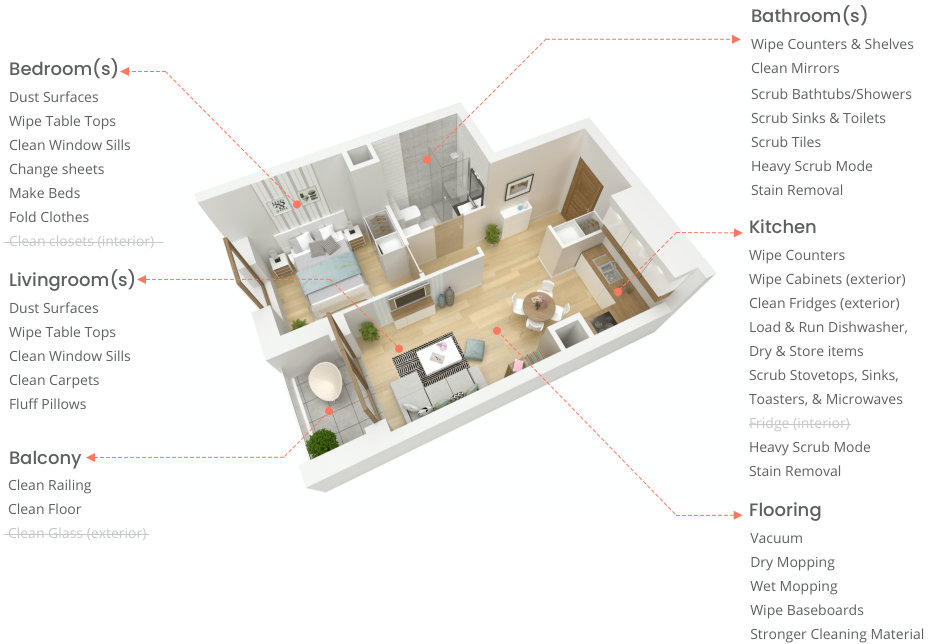 Bedroom(s)
Dust Surfaces
Wipe Table Tops
Clean Window Sills
Change sheets
Make Beds
Fold Clothes
Clean closets (interior)
Livingroom(s)
Dust Surfaces
Wipe Table Tops
Clean Window Sills
Clean Carpets
Fluff Pillows
Balcony
Clean Railing
Clean Floor
Clean Glass (exterior)
Bathroom(s)
Wipe Counters & Shelves
Clean Mirrors
Scrub Bathtubs/Showers
Scrub Sinks & Toilets
Scrub Tiles
Heavy Scrub Mode
Stain Removal
Kitchen
Wipe Counters
Wipe Cabinets (exterior)
Clean Fridges (exterior)
Load & Run Dishwasher,
Dry & Store items
Scrub Stovetops, Sinks,
Toasters, & Microwaves
Fridge (interior)
Heavy Scrub Mode
Stain Removal
Flooring
Vacuum
Dry Mopping
Wet Mopping
Wipe Baseboards
Stronger Cleaning Material